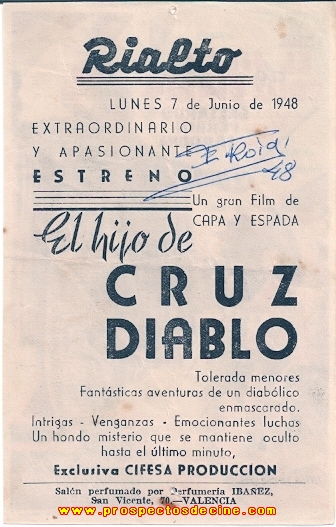 Rialto
LUNES 7 de Junio de 1948
EXTRAORDINARIO
Y APASIONANTE
ESTRENO
48
Un gran Film de
CAPA Y ESPADA
El hijo de
CRUZ
DIABLO
Tolerada menores
Fantásticas aventuras de un diabólico
enmascarado.
Intrigas - Venganzas - Emocionantes luchas
Un hondo misterio que se mantiene oculto
hasta el último minuto,
Exclusiva CIFESA PRODUCCION
Salón perfumado por Perfumería IBAÑEZ,
San Vicente, 70.—VALENCIA
www.prospectosdecine.com